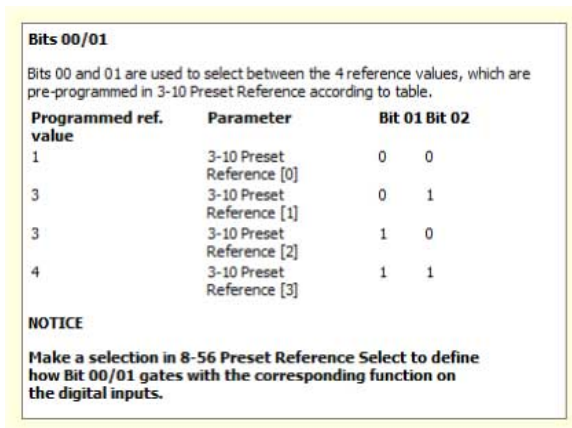 Bits 00/01
Bits 00 and 01 are used to select between the 4 reference values, which are
pre-programmed in 3-10 Preset Reference according to table.
Programmed ref. Parameter Bit 01 Bit 02
value
1 3-10 Preset 0 0
Reference [0]
3 3-10 Preset 0 1
Reference [1]
3 3-10 Preset 1 0
Reference [2]
4 3-10 Preset 1 1
Reference [3]
NOTICE
Make a selection in 8-56 Preset Reference Select to define
how Bit 00/01 gates with the corresponding function on
the digital inputs.